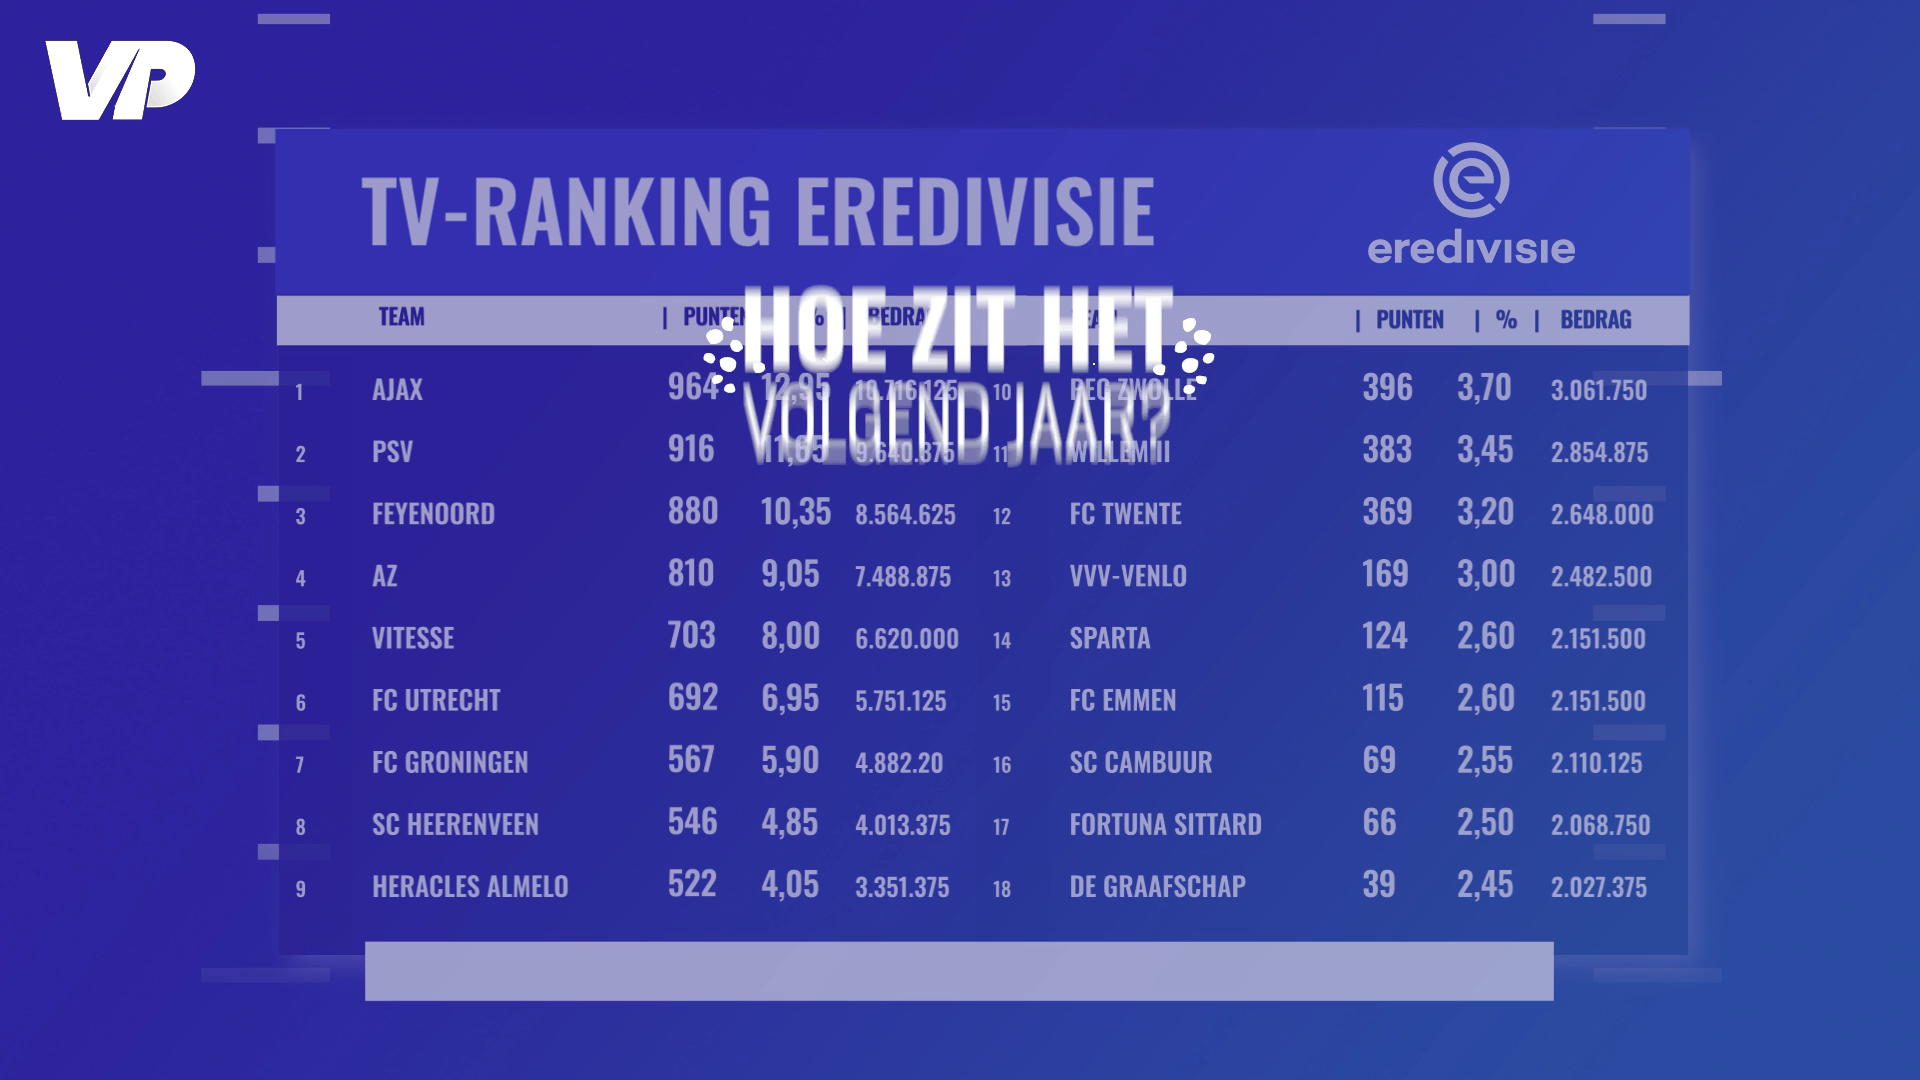 VP
TV-RANKING EREDIVISIE
eredivisie
HOE ZIT HET
VOLGEND JAAR?
TEAM | PUNTEN | % | BEDRAG
1 AJAX 964 12,95 10.716.125
2 PSV 916 11,65 9.640.375
3 FEYENOORD 880 10,35 8.564.625
4 AZ 810 9,05 7.488.875
5 VITESSE 703 8,00 6.620.000
6 FC UTRECHT 692 6,95 5.751.125
7 FC GRONINGEN 567 5,90 4.882.20
8 SC HEERENVEEN 546 4,85 4.013.375
9 HERACLES ALMELO 522 4,05 3.351.375
TEAM | PUNTEN | % | BEDRAG
10 PEC ZWOLLE 396 3,70 3.061.750
11 WILLEM II 383 3,45 2.854.875
12 FC TWENTE 369 3,20 2.648.000
13 VVV-VENLO 169 3,00 2.482.500
14 SPARTA 124 2,60 2.151.500
15 FC EMMEN 115 2,60 2.151.500
16 SC CAMBUUR 69 2,55 2.110.125
17 FORTUNA SITTARD 66 2,50 2.068.750
18 DE GRAAFSCHAP 39 2,45 2.027.375